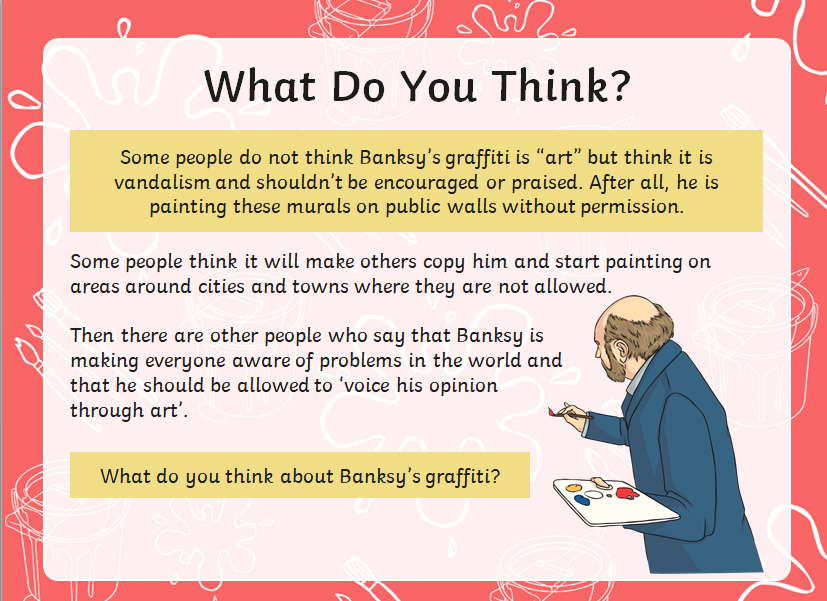 What Do You Think?
Some people do not think Banksy's graffiti is “art” but think it is
vandalism and shouldn't be encouraged or praised. After all, he is
painting these murals on public walls without permission.
Some people think it will make others copy him and start painting on
areas around cities and towns where they are not allowed.
Then there are other people who say that Banksy is
making everyone aware of problems in the world and
that he should be allowed to ‘voice his opinion
through art’.
What do you think about Banksy's graffiti?